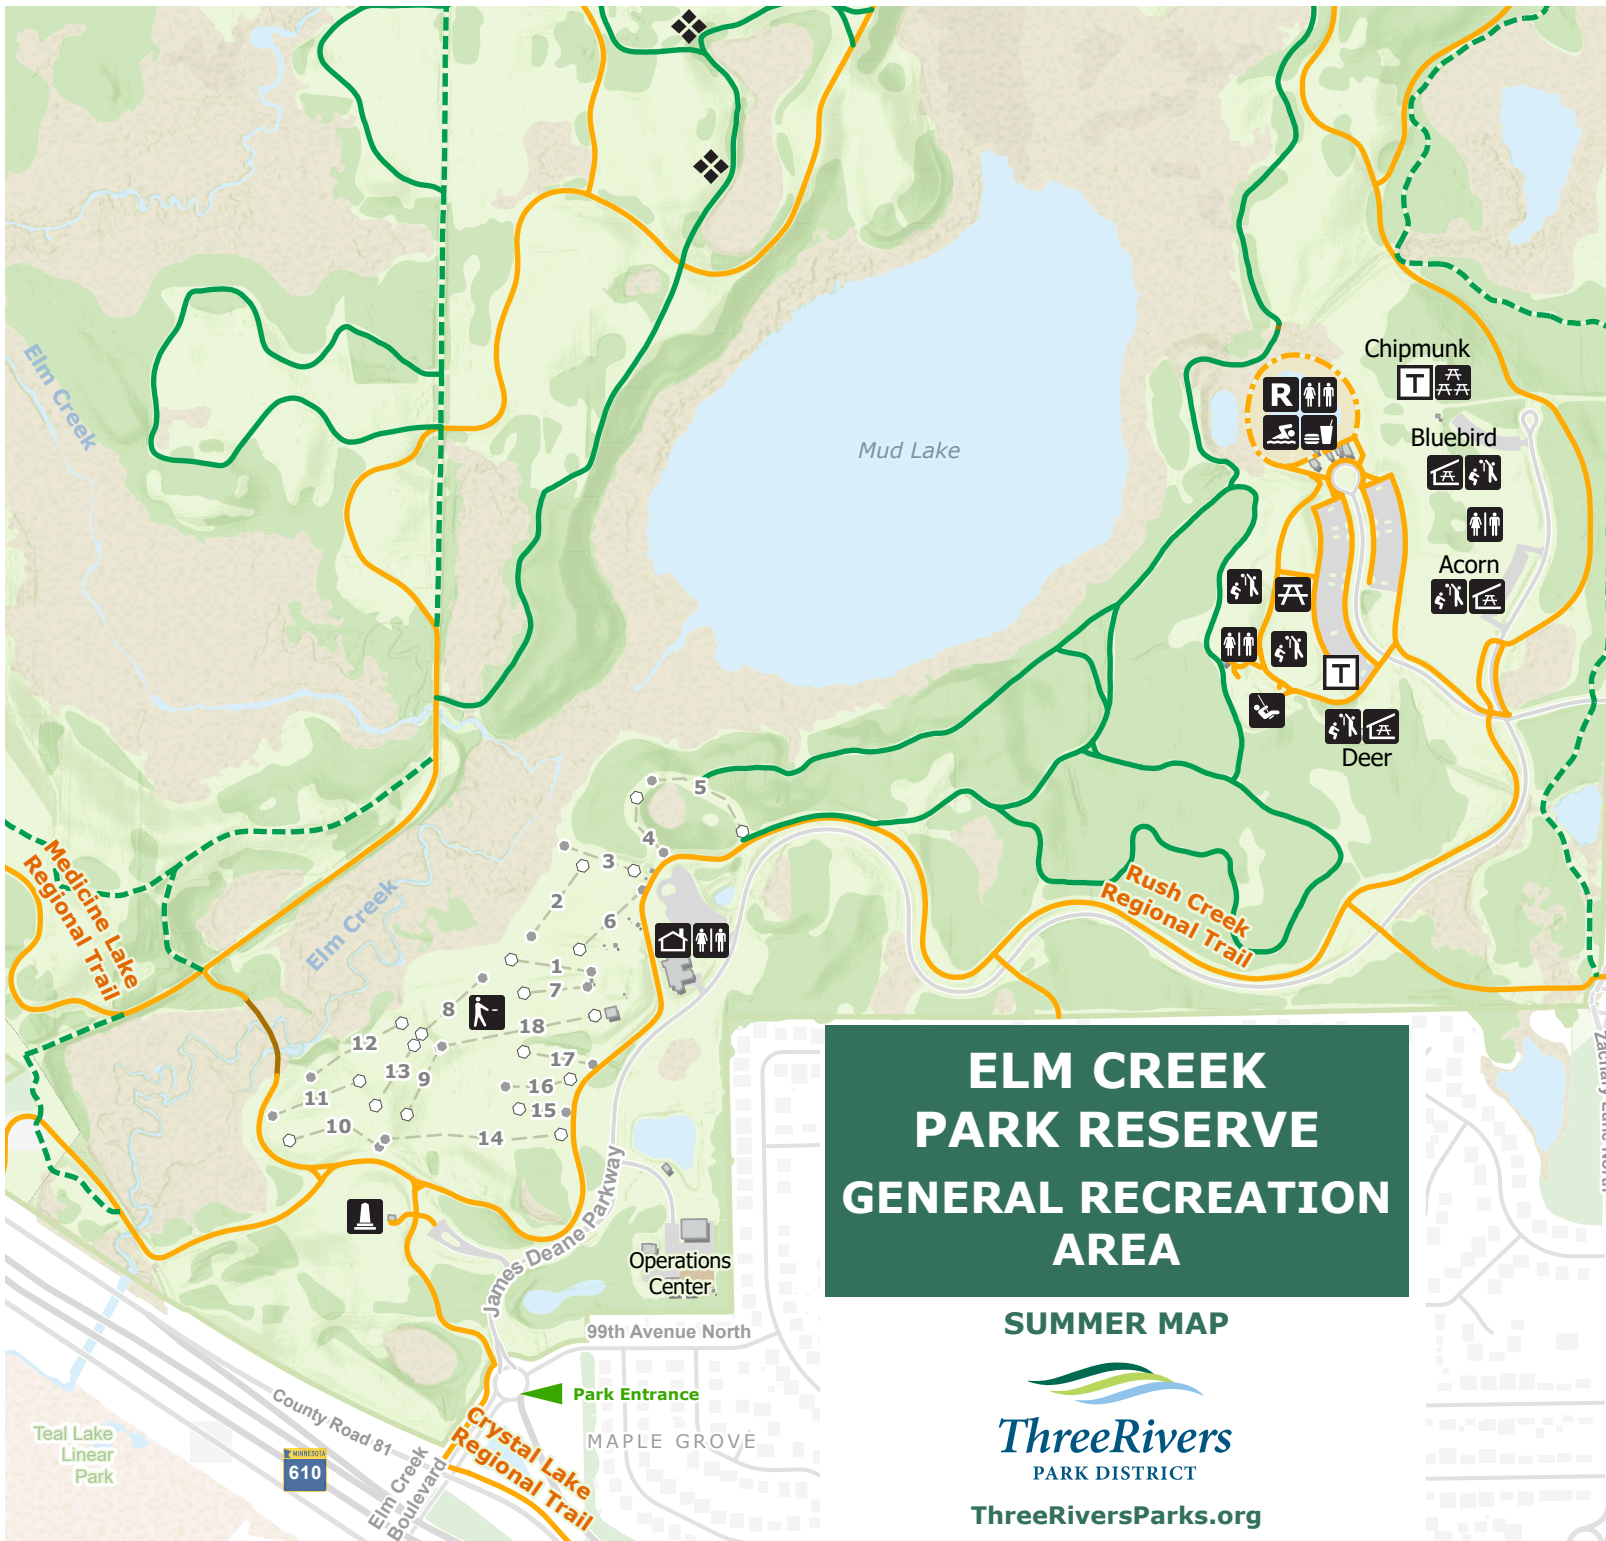 Elm Creek
Mud Lake
Chipmunk
T
R
Bluebird
Acorn
T
Deer
5
4
3
2
6
1
7
8
18
12
13
9
17
16
11
15
10
14
Medicine Lake
Regional Trail
Elm Creek
Rush Creek
Regional Trail
Zachary Lane North
James Deane Parkway
Operations
Center
99th Avenue North
Park Entrance
MAPLE GROVE
County Road 81
MINNESOTA
610
Elm Creek
Boulevard
Crystal Lake
Regional Trail
Teal Lake
Linear
Park
ELM CREEK
PARK RESERVE
GENERAL RECREATION
AREA
SUMMER MAP
ThreeRivers
PARK DISTRICT
ThreeRiversParks.org